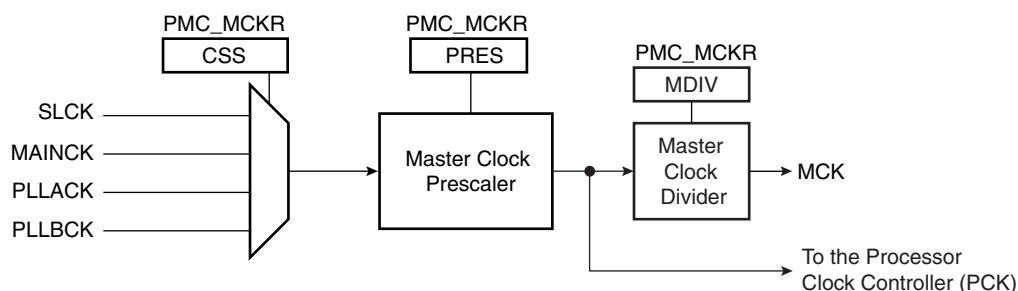 PMC_MCKR
CSS
PMC_MCKR
PRES
PMC_MCKR
MDIV
SLCK
MAINCK
PLLACK
PLLBCK
Master Clock
Prescaler
Master
Clock
Divider
MCK
To the Processor
Clock Controller (PCK)